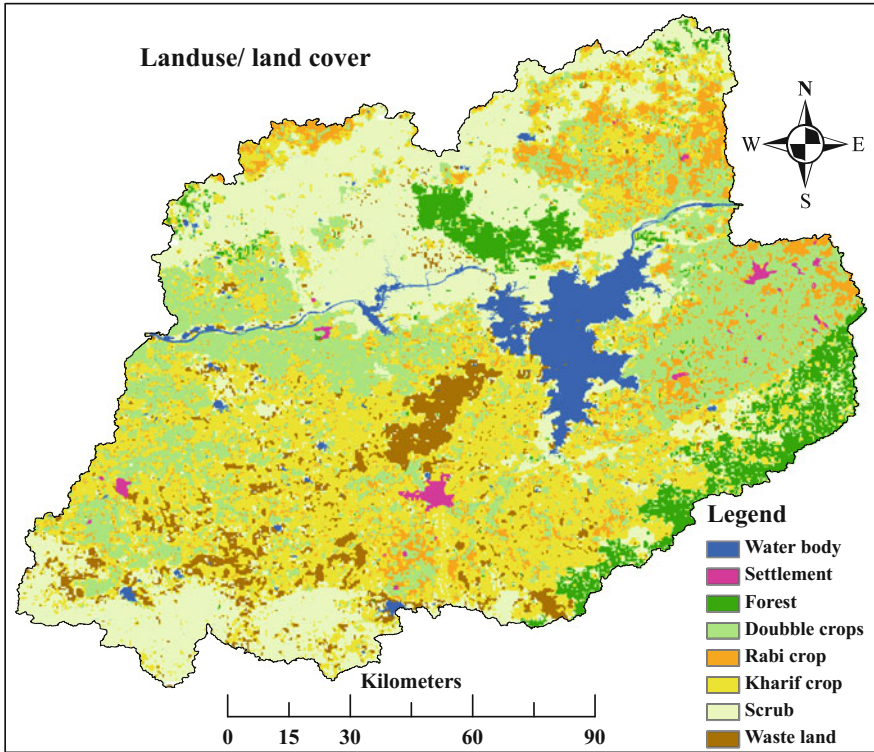 Landuse/ land cover
N
W E
S
Legend
Water body
Settlement
Forest
Doubble crops
Rabi crop
Kharif crop
Scrub
Waste land
Kilometers
0 15 30 60 90